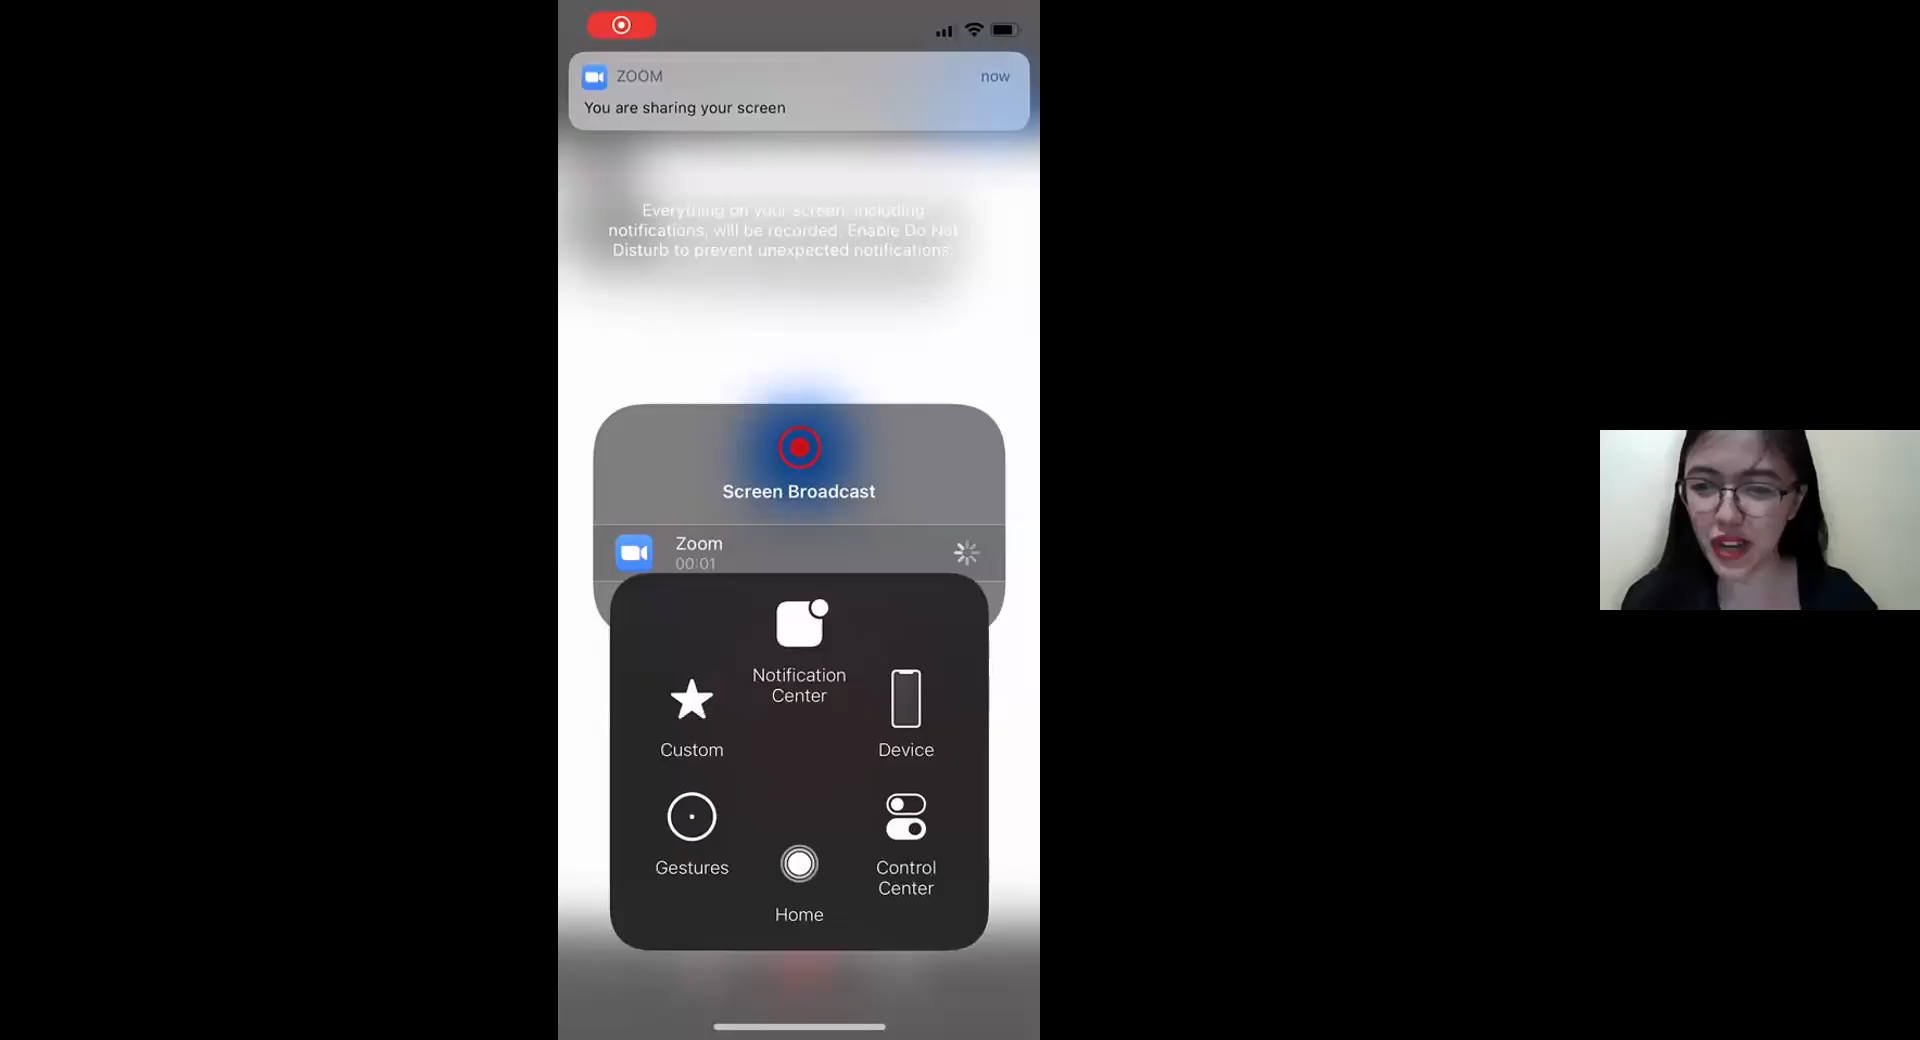 ZOOM
now
You are sharing your screen
Everything on your screen, including
notifications, will be recorded. Enable Do Not
Disturb to prevent unexpected notifications.
Screen Broadcast
Zoom
00:01
Notification
Center
Custom
Device
Gestures
Control
Center
Home